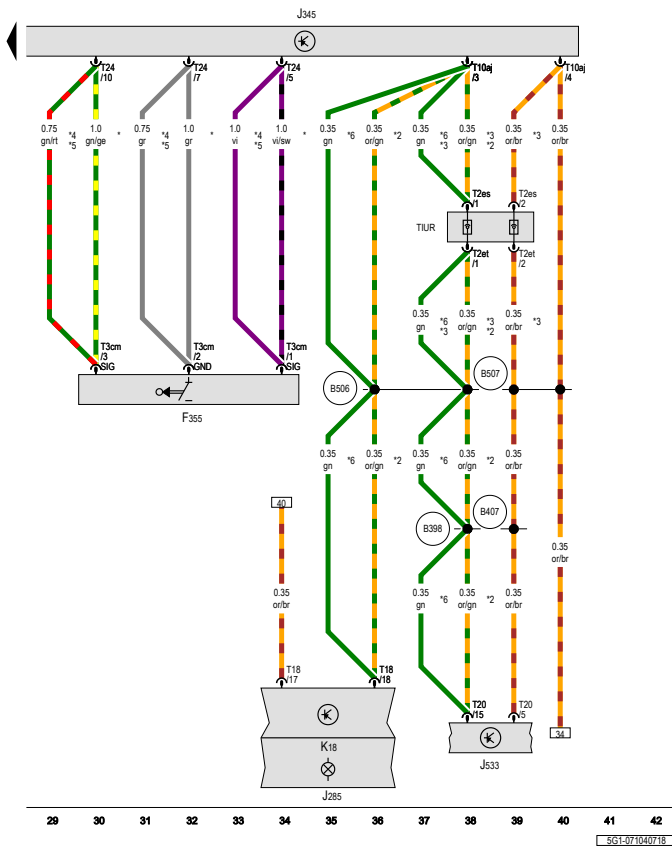 J345
T24 T24 T24 T10aj T10aj
/10 /7 /5 /3 /4
0.75 1.0 0.75 1.0 1.0 1.0 0.35 0.35 0.35 0.35 0.35 0.35
gn/rt *4 gn/ge * gr *4 gr * vi *4 vi/sw * gn *6 or/gn *2 gn *6 or/gn *3 or/br *3 or/br
*5 *5 *5 *3 *2
T2es T2es
/1 /2
TIUR
T2et T2et
/1 /2
0.35 0.35 0.35
gn *6 or/gn *3 or/br *3
*3 *2
T3cm T3cm T3cm
/3 /2 /1
SIG GND SIG
B506 B507
F355
0.35 0.35 0.35 0.35 0.35
gn *6 or/gn *2 gn *6 or/gn *2 or/br
40
B398 B407
0.35
or/br
0.35 0.35 0.35 0.35
or/br gn *6 or/gn *2 or/br
T18 T18
/17 /18
T20 T20
/15 /5
34
K18
J533
J285
29 30 31 32 33 34 35 36 37 38 39 40 41 42
5G1-071040718